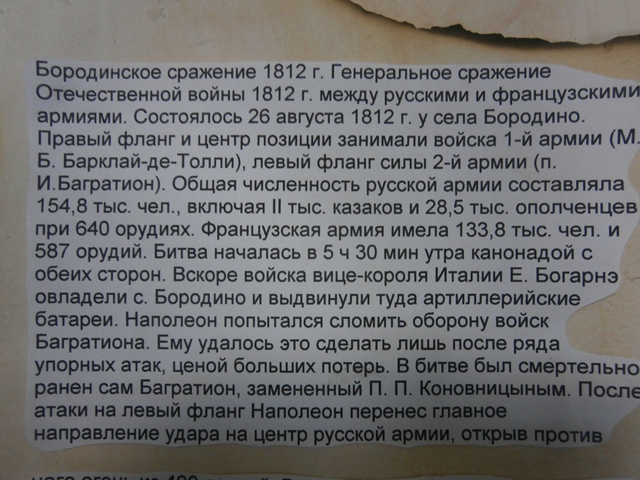 Бородинское сражение 1812 г. Генеральное сражение
Отечественной войны 1812 г. между русскими и французскими
армиями. Состоялось 26 августа 1812 г. у села Бородино.
Правый фланг и центр позиции занимали войска 1-й армии (М.
Б. Барклай-де-Толли), левый фланг силы 2-й армии (п.
И.Багратион). Общая численность русской армии составляла
154,8 тыс. чел., включая II тыс. казаков и 28,5 тыс. ополченцев
при 640 орудиях. Французская армия имела 133,8 тыс. чел. и
587 орудий. Битва началась в 5 ч 30 мин утра канонадой с
обеих сторон. Вскоре войска вице-короля Италии Е. Богарнэ
овладели с. Бородино и выдвинули туда артиллерийские
батареи. Наполеон попытался сломить оборону войск
Багратиона. Ему удалось это сделать лишь после ряда
упорных атак, ценой больших потерь. В битве был смертельно
ранен сам Багратион, замененный П. П. Коновницыным. После
атаки на левый фланг Наполеон перенес главное
направление удара на центр русской армии, открыв против